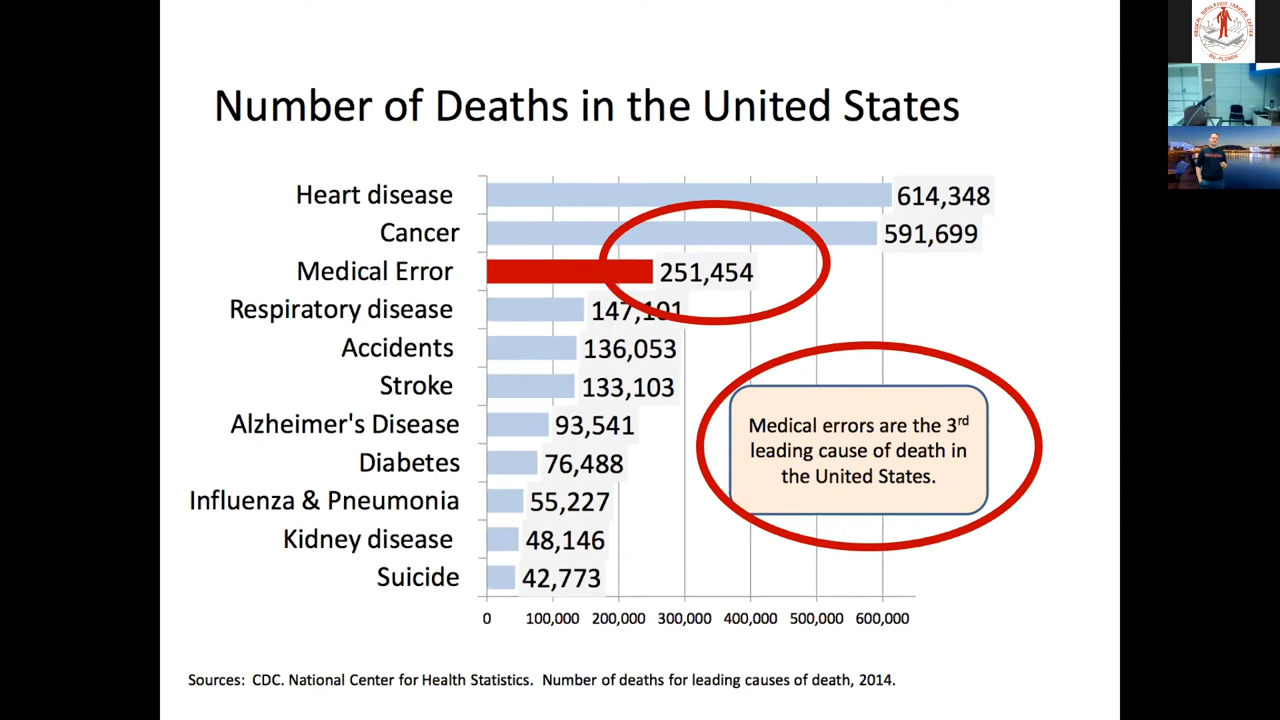 Number of Deaths in the United States
Heart disease 614,348
Cancer 591,699
Medical Error 251,454
Respiratory disease 147,101
Accidents 136,053
Stroke 133,103
Alzheimer's Disease 93,541
Diabetes 76,488
Influenza & Pneumonia 55,227
Kidney disease 48,146
Suicide 42,773
Medical errors are the 3rd
leading cause of death in
the United States.
0 100,000 200,000 300,000 400,000 500,000 600,000
Sources: CDC. National Center for Health Statistics. Number of deaths for leading causes of death, 2014.